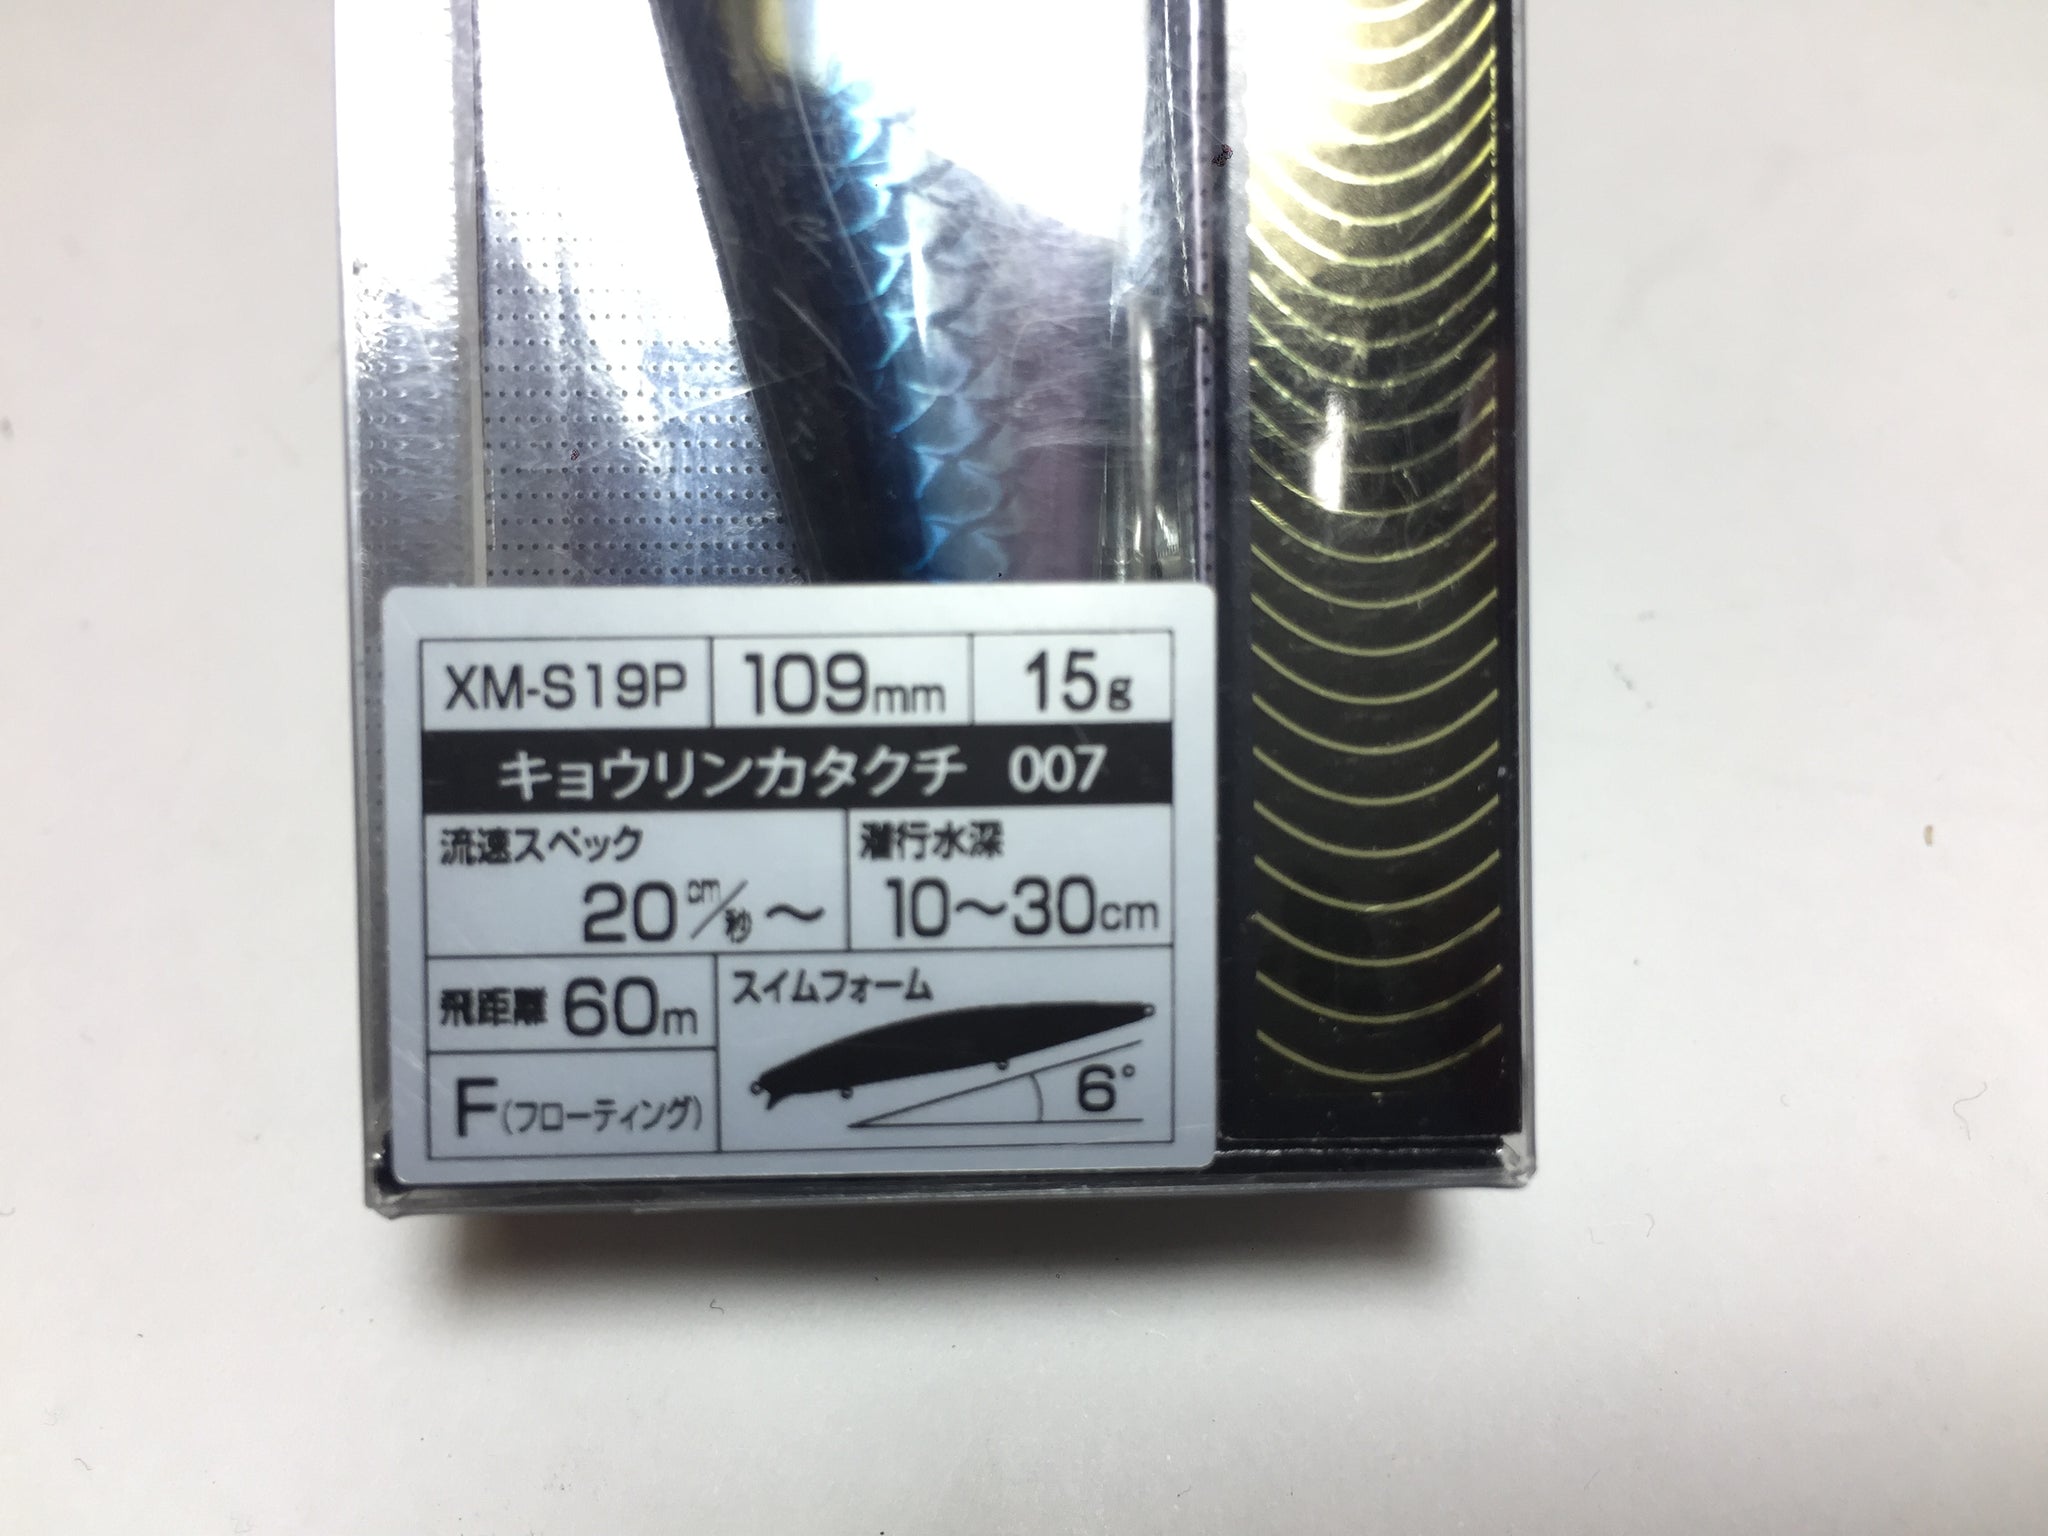 XM-S19P 109mm 15g
キョウリンカタクチ 007
流速スペック
20cm/秒〜
潜行水深
10〜30cm
飛距離 60m
F(フローティング)
スイムフォーム
6°